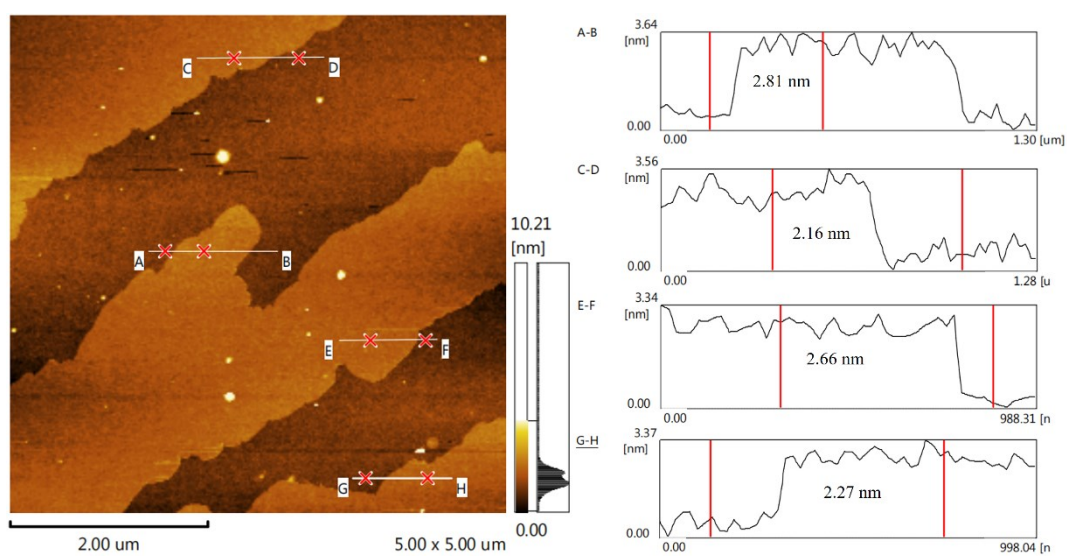 C
D
A
B
E
F
G
H
2.00 um
5.00 x 5.00 um
10.21
[nm]
0.00
A-B
3.64
[nm]
2.81 nm
0.00
0.00
1.30 [um]
C-D
3.56
[nm]
2.16 nm
0.00
0.00
1.28 [u
E-F
3.34
[nm]
2.66 nm
0.00
0.00
988.31 [n
G-H
3.37
[nm]
2.27 nm
0.00
0.00
998.04 [n